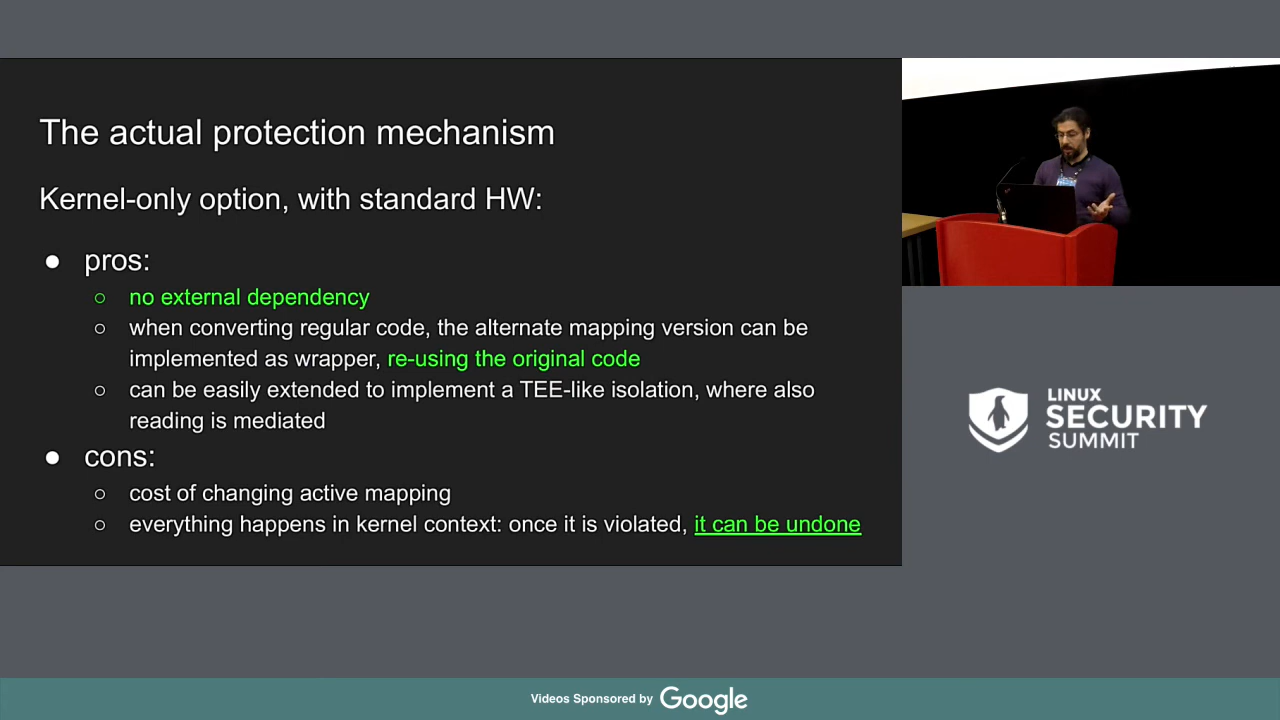 The actual protection mechanism
Kernel-only option, with standard HW:
● pros:
○ no external dependency
○ when converting regular code, the alternate mapping version can be
implemented as wrapper, re-using the original code
○ can be easily extended to implement a TEE-like isolation, where also
reading is mediated
● cons:
○ cost of changing active mapping
○ everything happens in kernel context: once it is violated, it can be undone
LINUX
SECURITY
SUMMIT
Videos Sponsored by Google